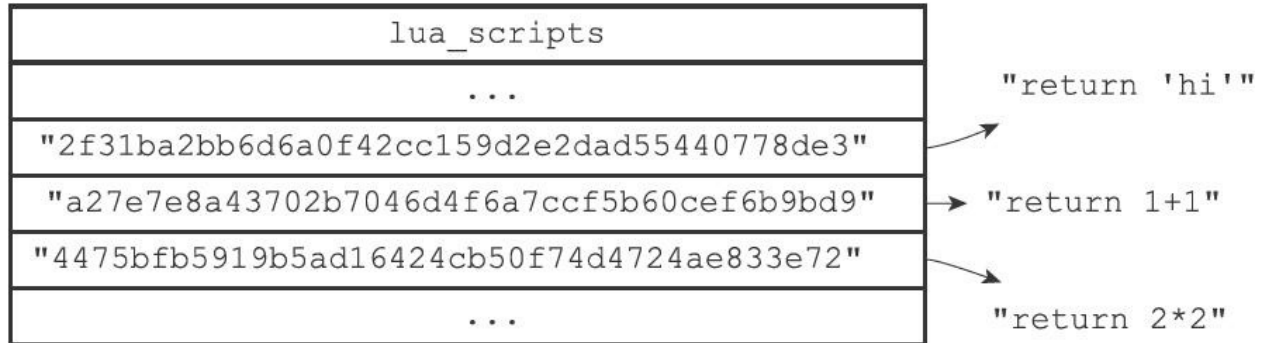 lua_scripts
...
"return 'hi'"
"2f31ba2bb6d6a0f42cc159d2e2dad55440778de3"
"a27e7e8a43702b7046d4f6a7ccf5b60cef6b9bd9"
"return 1+1"
"4475bfb5919b5ad16424cb50f74d4724ae833e72"
...
"return 2*2"